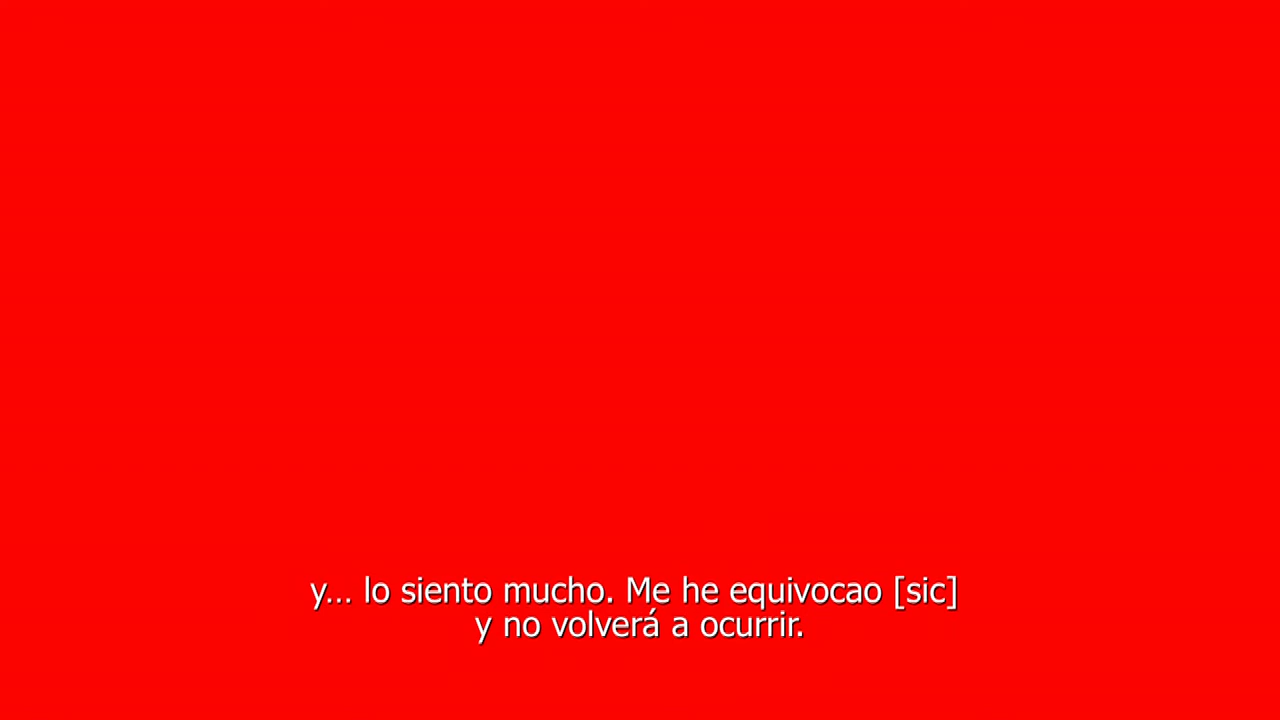 y... lo siento mucho. Me he equivocao [sic]
y no volverá a ocurrir.